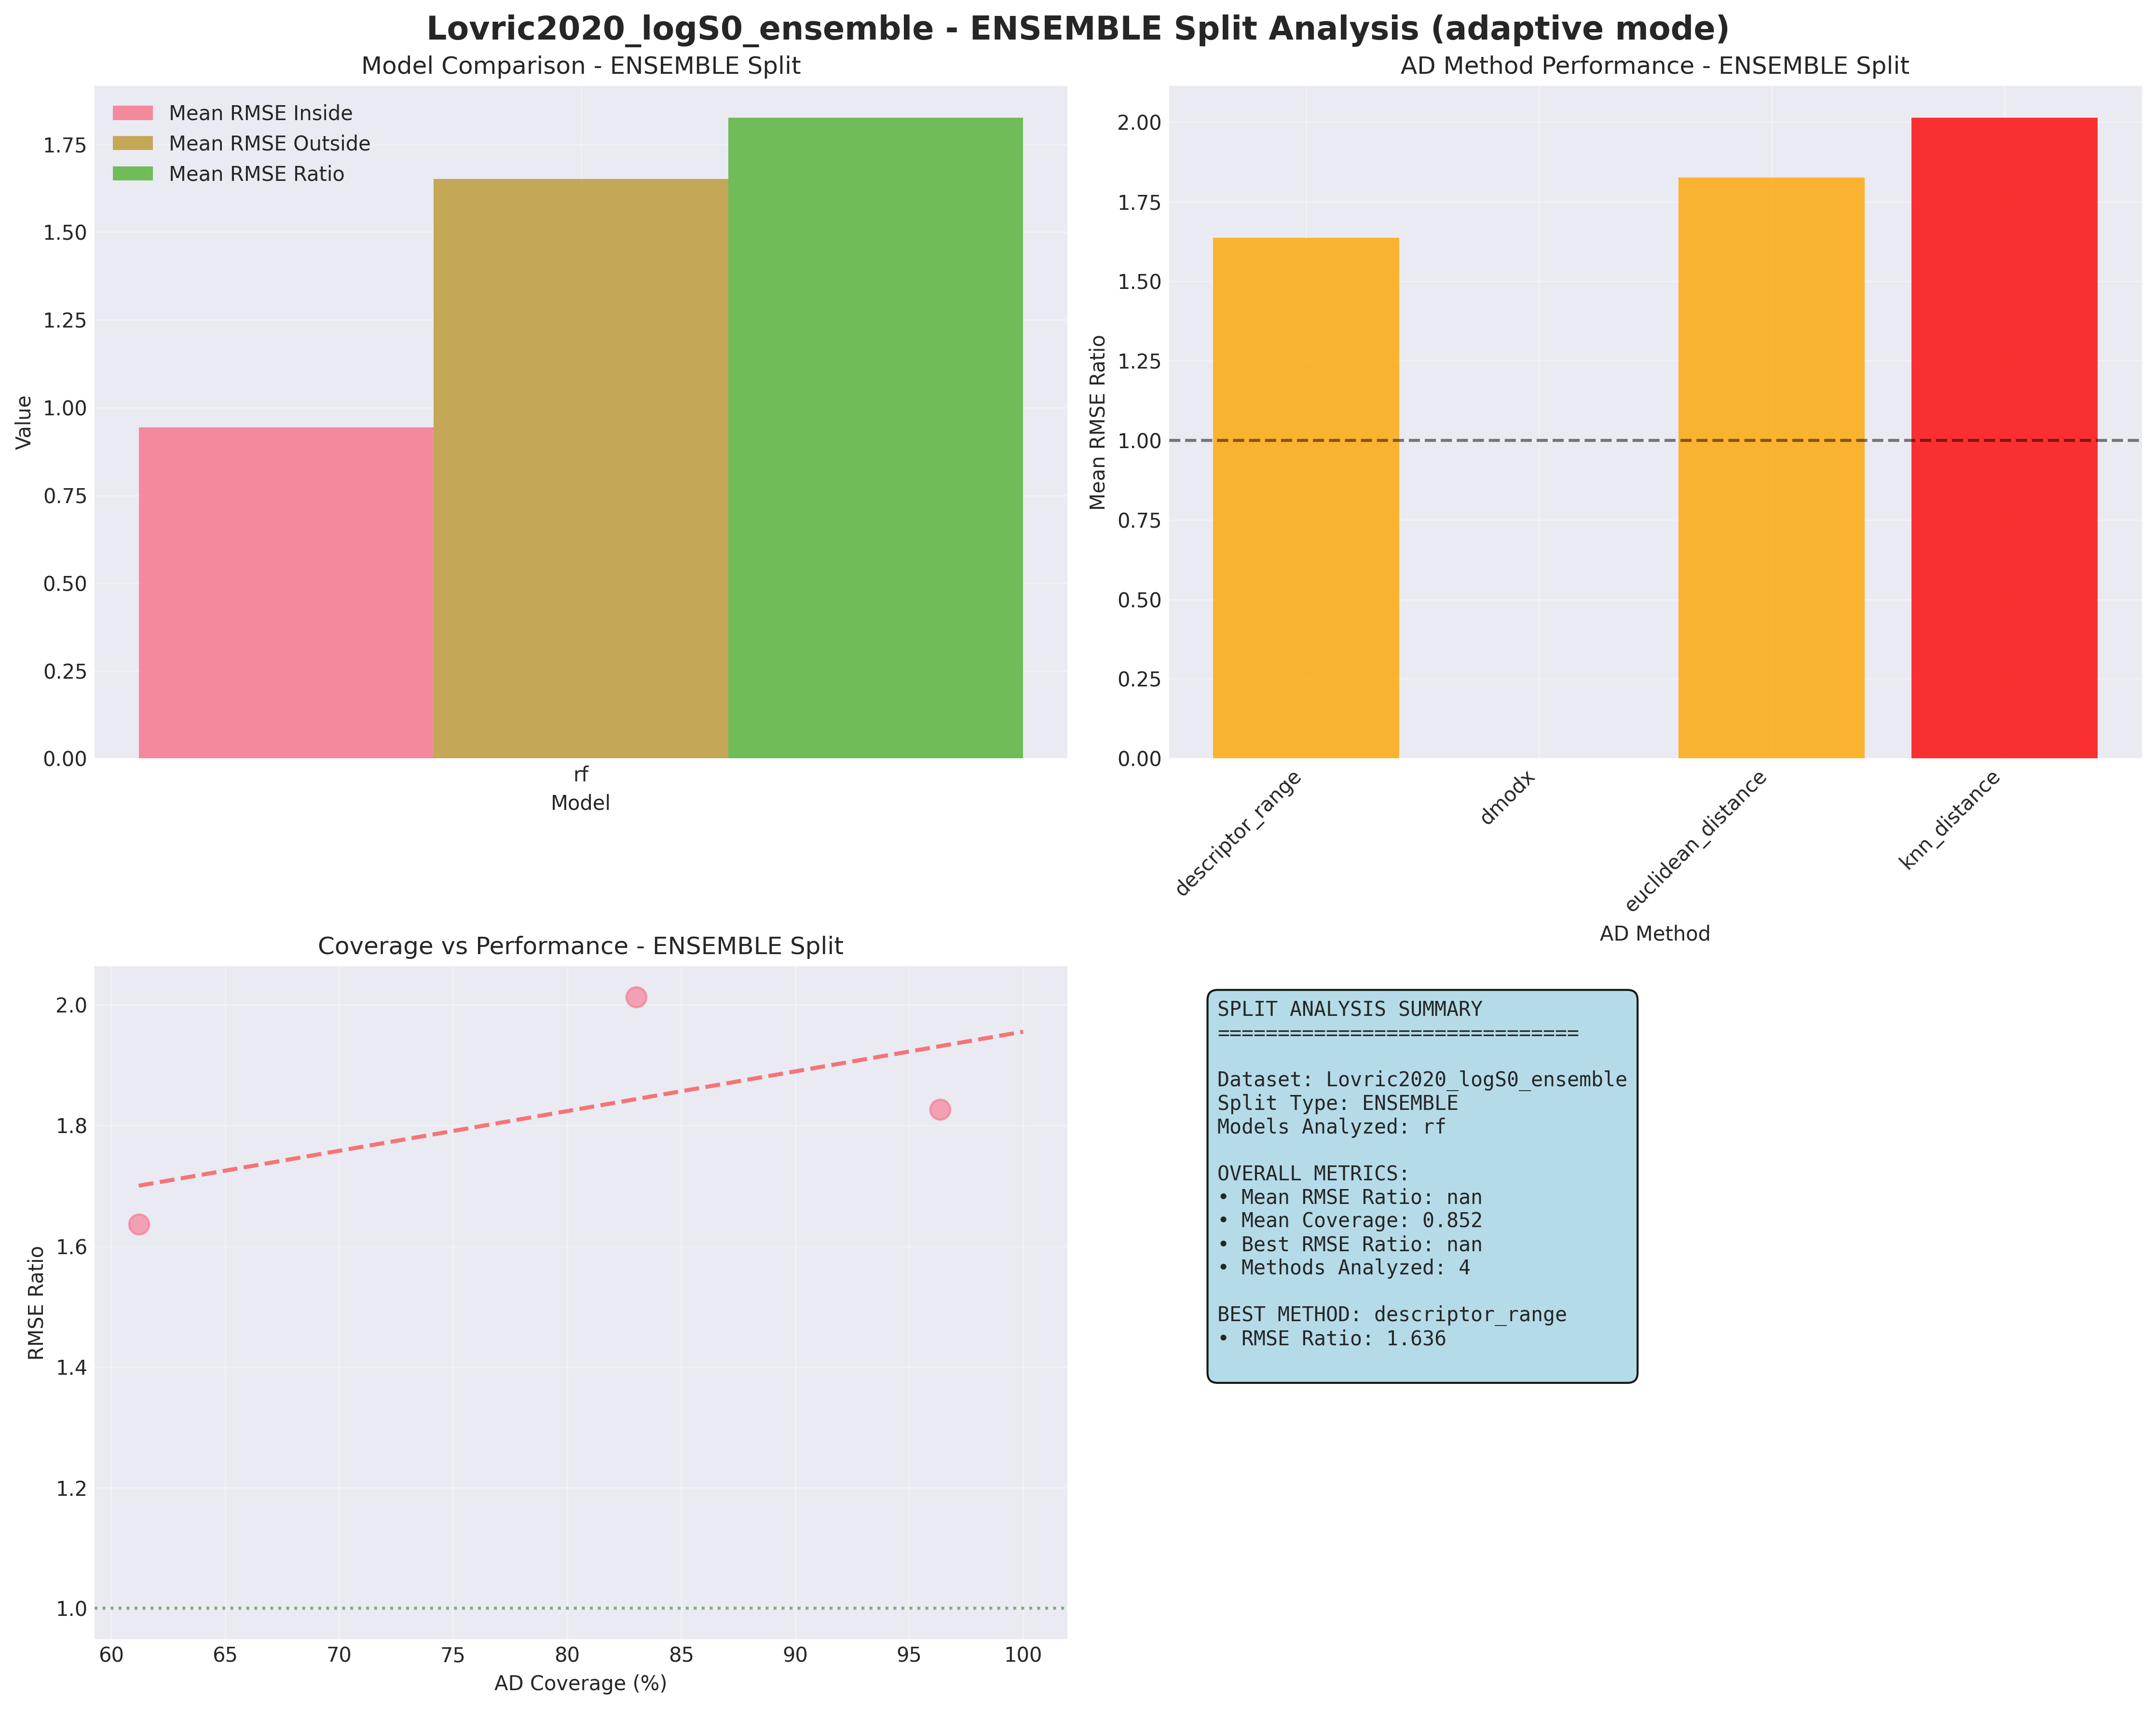 Lovric2020_logS0_ensemble - ENSEMBLE Split Analysis (adaptive mode)
Model Comparison - ENSEMBLE Split
Mean RMSE Inside
Mean RMSE Outside
Mean RMSE Ratio
Value
1.75
1.50
1.25
1.00
0.75
0.50
0.25
0.00
rf
Model
AD Method Performance - ENSEMBLE Split
Mean RMSE Ratio
2.00
1.75
1.50
1.25
1.00
0.75
0.50
0.25
0.00
descriptor_range
dmodx
euclidean_distance
knn_distance
AD Method
Coverage vs Performance - ENSEMBLE Split
RMSE Ratio
2.0
1.8
1.6
1.4
1.2
1.0
60 65 70 75 80 85 90 95 100
AD Coverage (%)
SPLIT ANALYSIS SUMMARY
==============================
Dataset: Lovric2020_logS0_ensemble
Split Type: ENSEMBLE
Models Analyzed: rf
OVERALL METRICS:
• Mean RMSE Ratio: nan
• Mean Coverage: 0.852
• Best RMSE Ratio: nan
• Methods Analyzed: 4
BEST METHOD: descriptor_range
• RMSE Ratio: 1.636